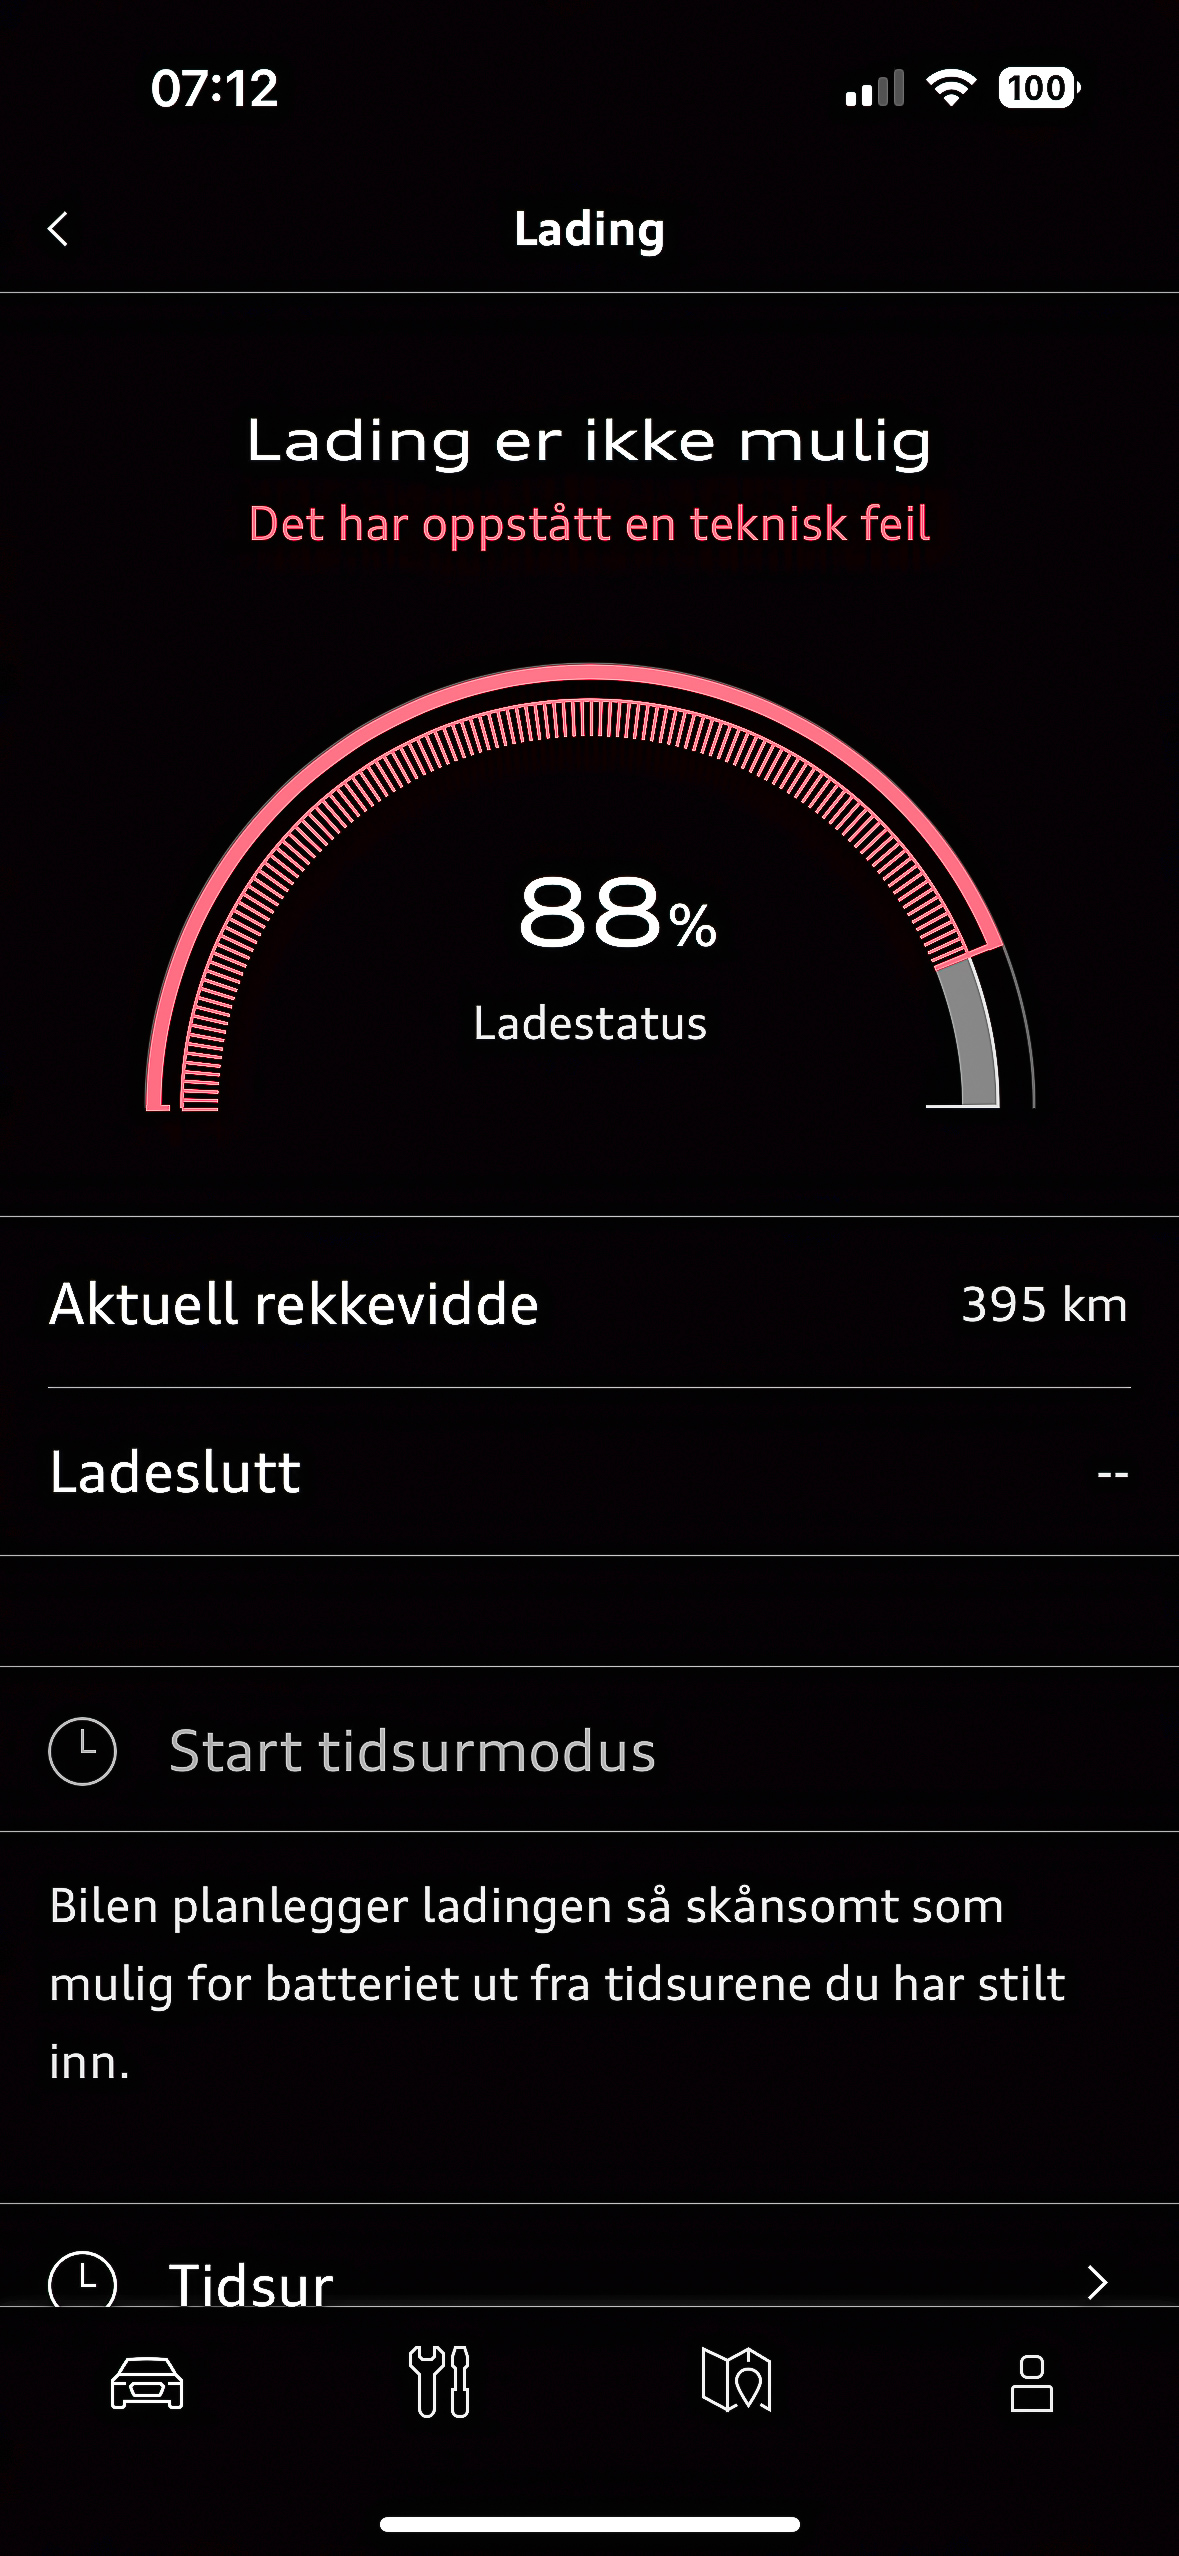 07:12
100
Lading
Lading er ikke mulig
Det har oppstått en teknisk feil
88%
Ladestatus
Aktuell rekkevidde 395 km
Ladeslutt --
Start tidsurmodus
Bilen planlegger ladingen så skånsomt som
mulig for batteriet ut fra tidsurene du har stilt
inn.
Tidsur